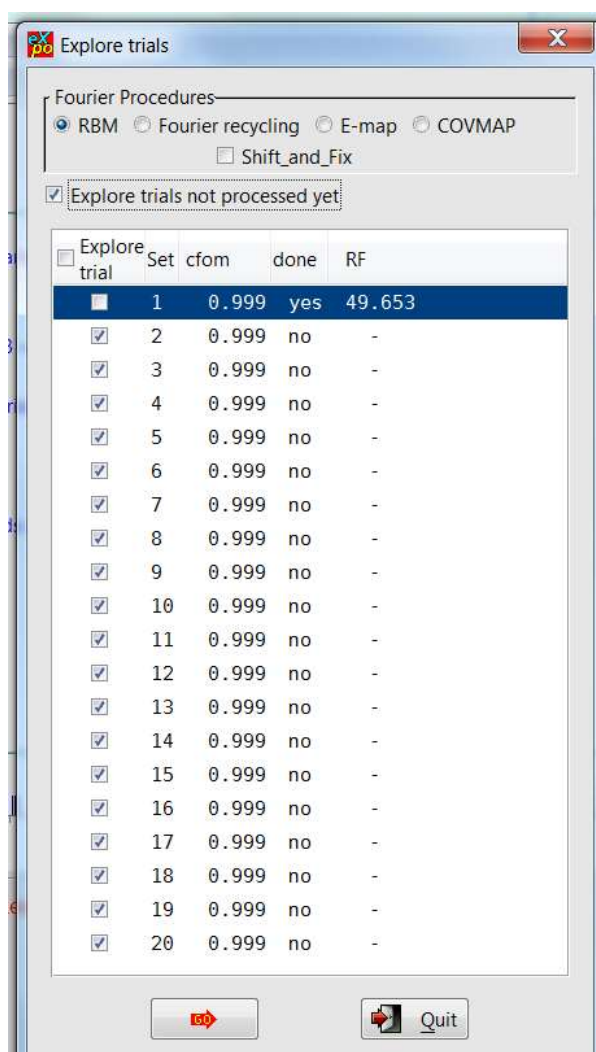 expo Explore trials X
Fourier Procedures
RBM Fourier recycling E-map COVMAP
Shift_and_Fix
Explore trials not processed yet
Explore trial Set cfom done RF
1 0.999 yes 49.653
2 0.999 no -
3 0.999 no -
4 0.999 no -
5 0.999 no -
6 0.999 no -
7 0.999 no -
8 0.999 no -
9 0.999 no -
10 0.999 no -
11 0.999 no -
12 0.999 no -
13 0.999 no -
14 0.999 no -
15 0.999 no -
16 0.999 no -
17 0.999 no -
18 0.999 no -
19 0.999 no -
20 0.999 no -
GO Quit